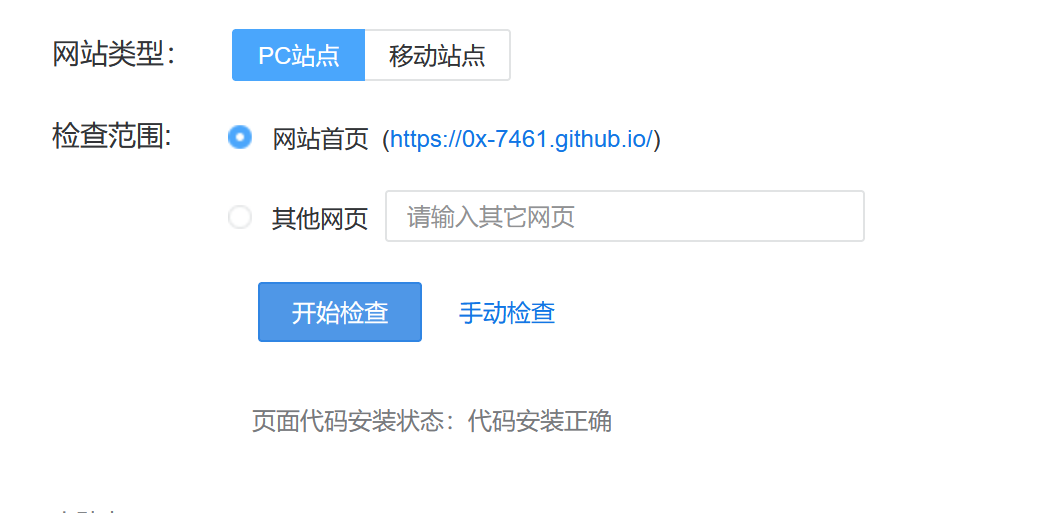 网站类型：
PC站点 移动站点
检查范围:
网站首页 (https://0x-7461.github.io/)
其他网页 请输入其它网页
开始检查 手动检查
页面代码安装状态：代码安装正确